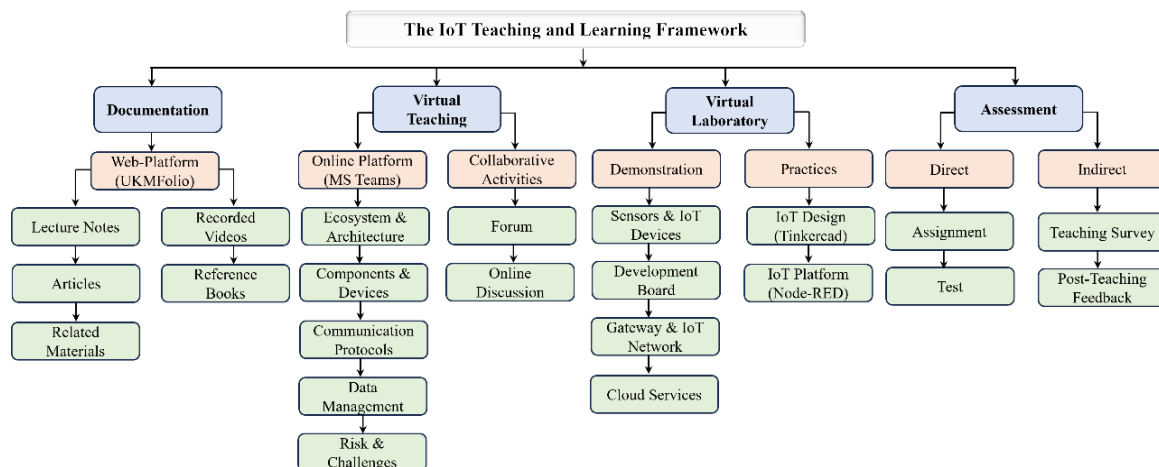 The IoT Teaching and Learning Framework
Documentation
Virtual
Teaching
Virtual
Laboratory
Assessment
Web-Platform
(UKMFolio)
Online Platform
(MS Teams)
Collaborative
Activities
Demonstration
Practices
Direct
Indirect
Lecture Notes
Recorded
Videos
Ecosystem &
Architecture
Forum
Sensors & IoT
Devices
IoT Design
(Tinkercad)
Assignment
Teaching Survey
Articles
Reference
Books
Components &
Devices
Online
Discussion
Development
Board
IoT Platform
(Node-RED)
Test
Post-Teaching
Feedback
Related
Materials
Communication
Protocols
Gateway & IoT
Network
Data
Management
Cloud Services
Risk &
Challenges